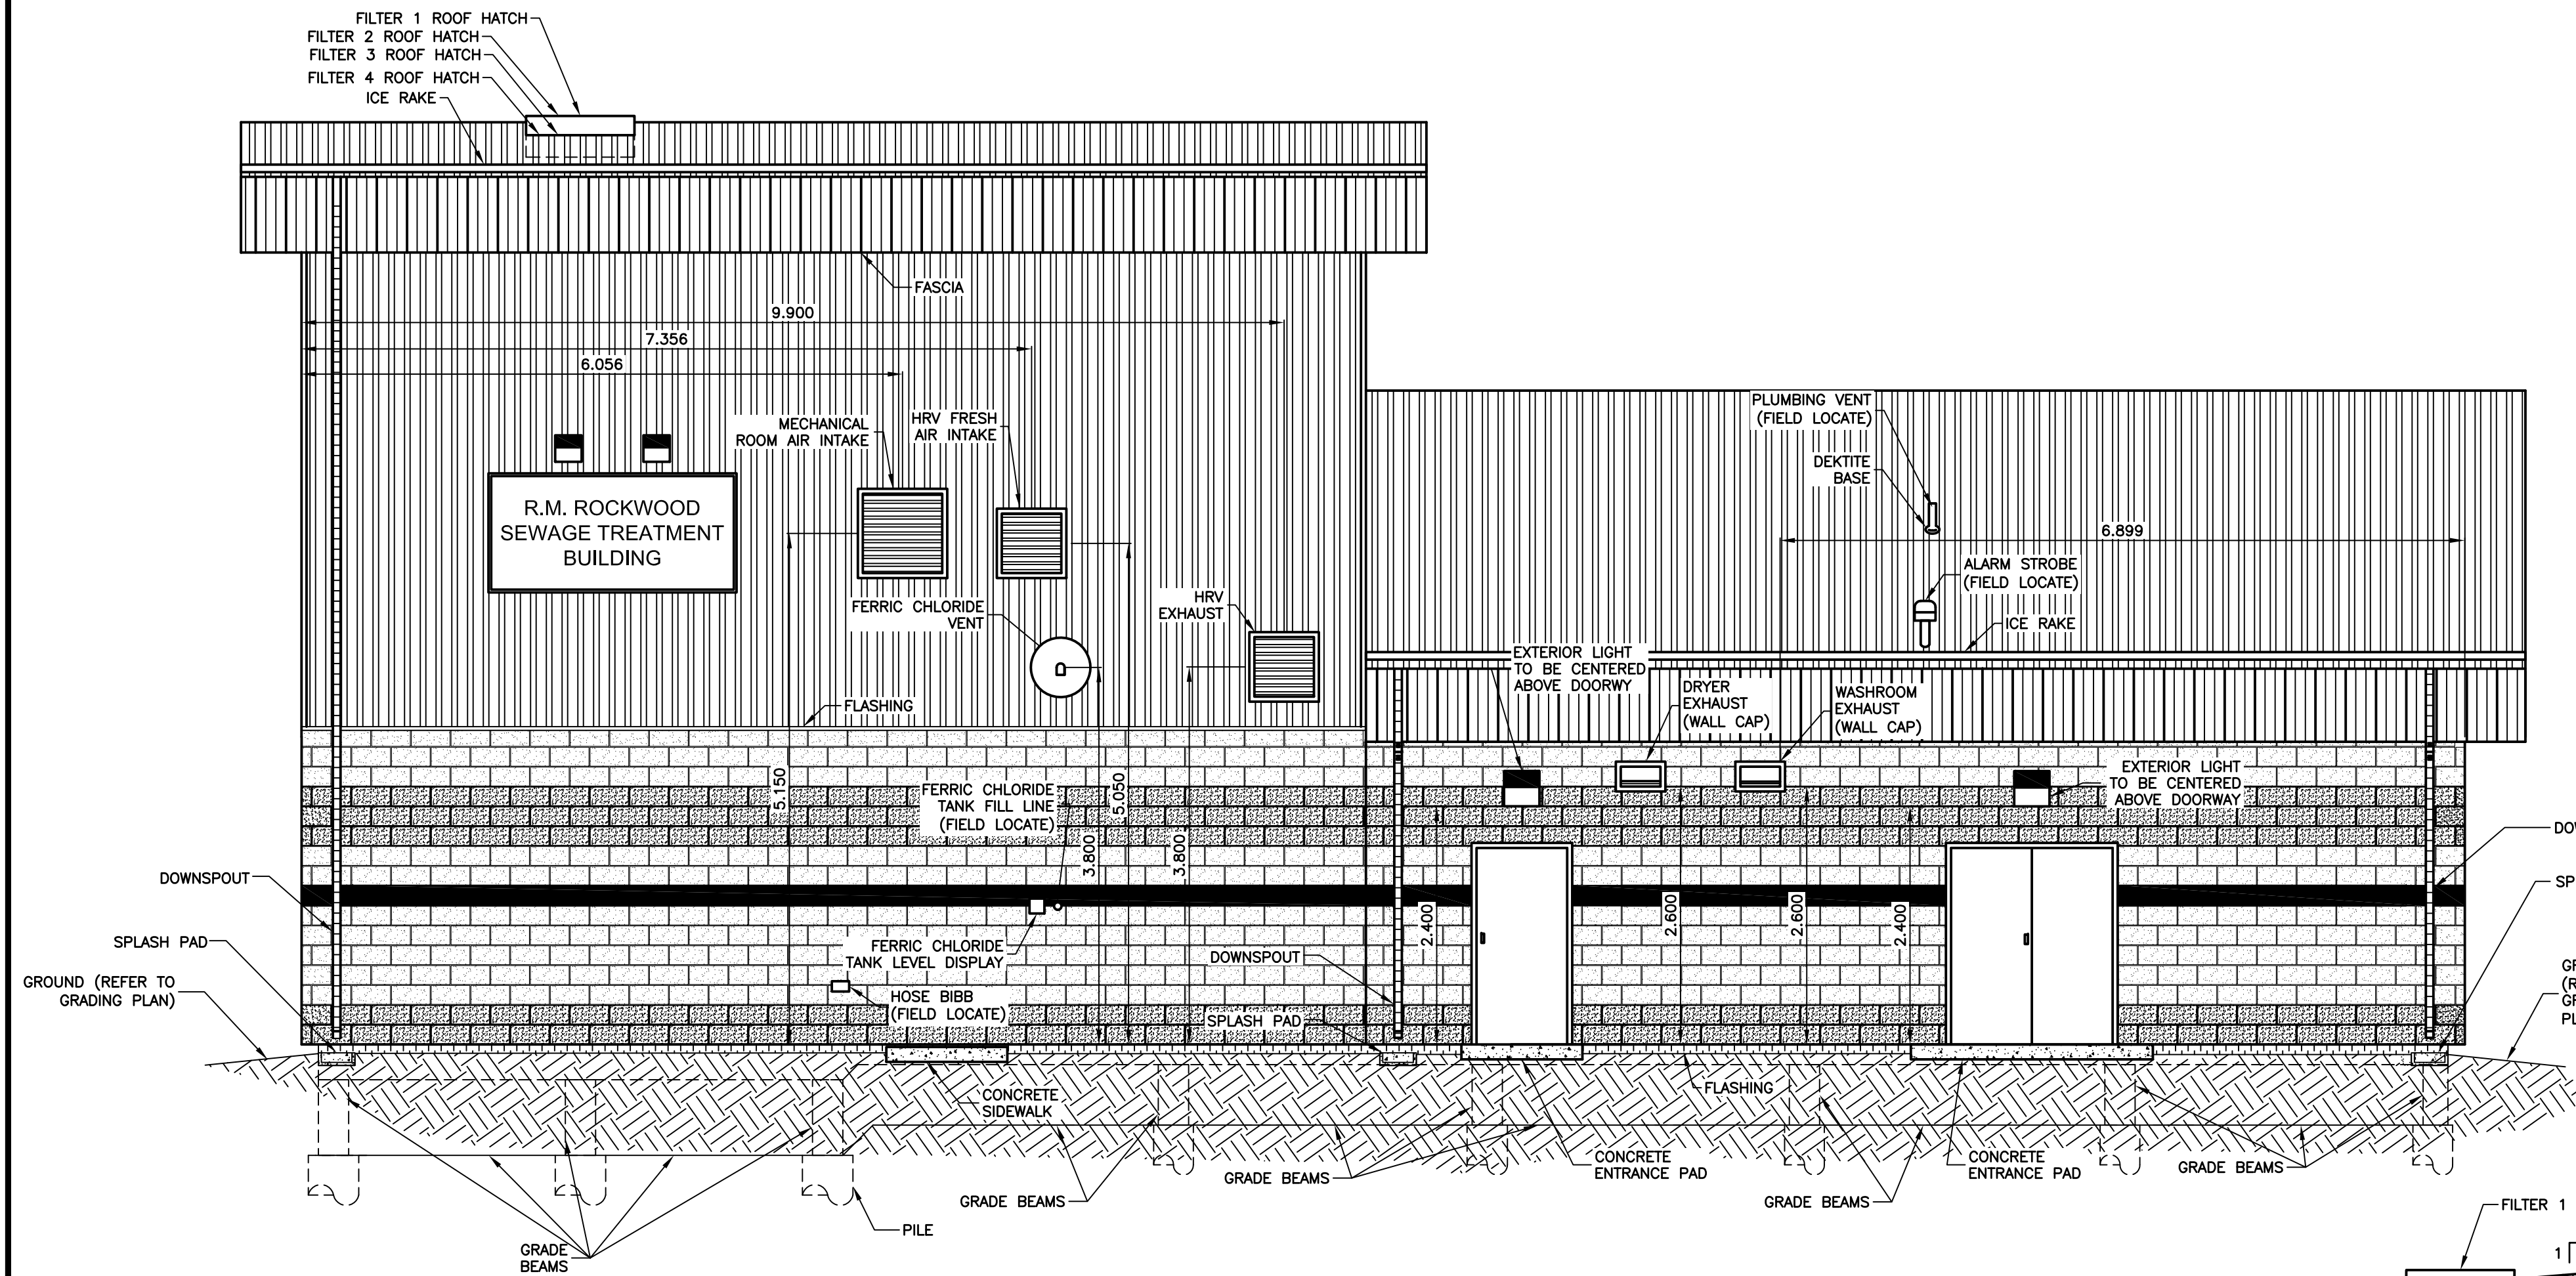 FILTER 1 ROOF HATCH
FILTER 2 ROOF HATCH
FILTER 3 ROOF HATCH
FILTER 4 ROOF HATCH
ICE RAKE
FASCIA
9.900
7.356
6.056
MECHANICAL
ROOM AIR INTAKE
HRV FRESH
AIR INTAKE
R.M. ROCKWOOD
SEWAGE TREATMENT
BUILDING
FERRIC CHLORIDE
VENT
HRV
EXHAUST
PLUMBING VENT
(FIELD LOCATE)
DEKTITE
BASE
6.899
ALARM STROBE
(FIELD LOCATE)
ICE RAKE
EXTERIOR LIGHT
TO BE CENTERED
ABOVE DOORWY
DRYER
EXHAUST
(WALL CAP)
WASHROOM
EXHAUST
(WALL CAP)
FLASHING
5.150
FERRIC CHLORIDE
TANK FILL LINE
(FIELD LOCATE)
5.050
3.800
3.800
EXTERIOR LIGHT
TO BE CENTERED
ABOVE DOORWAY
2.400
2.600
2.600
2.400
DOWNSPOUT
SPLASH PAD
GROUND (REFER TO
GRADING PLAN)
FERRIC CHLORIDE
TANK LEVEL DISPLAY
HOSE BIBB
(FIELD LOCATE)
DOWNSPOUT
SPLASH PAD
DOW
SP
GR
(R
GR
PL
CONCRETE
SIDEWALK
FLASHING
CONCRETE
ENTRANCE PAD
CONCRETE
ENTRANCE PAD
GRADE BEAMS
GRADE BEAMS
GRADE BEAMS
GRADE BEAMS
PILE
GRADE
BEAMS
FILTER 1
1